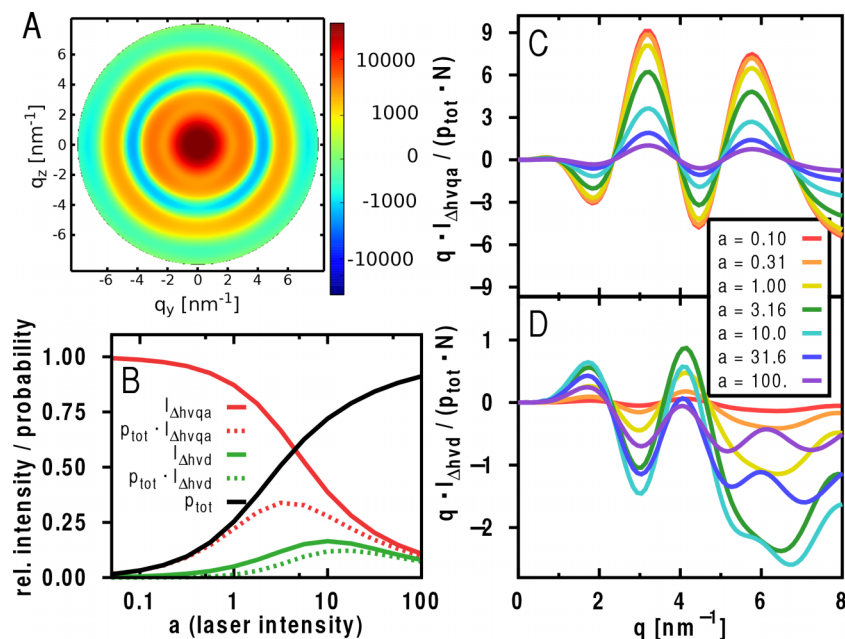 A
q_z [nm^-1]
6
4
2
0
-2
-4
-6
-6 -4 -2 0 2 4 6
q_y [nm^-1]
10000
1000
0
-1000
-10000
B
rel. intensity / probability
1.00
0.75
0.50
0.25
0.00
I_Δhvqa
p_tot · I_Δhvqa
I_Δhvd
p_tot · I_Δhvd
p_tot
0.1 1 10 100
a (laser intensity)
C
q · I_Δhvqa / (p_tot · N)
9
6
3
0
-3
-6
-9
a = 0.10
a = 0.31
a = 1.00
a = 3.16
a = 10.0
a = 31.6
a = 100.
D
q · I_Δhvd / (p_tot · N)
1
0
-1
-2
0 2 4 6 8
q [nm^-1]